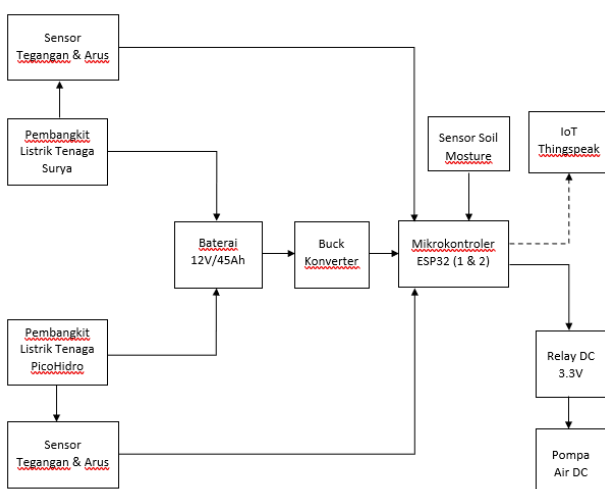 Sensor
Tegangan & Arus
Pembangkit
Listrik Tenaga
Surya
Sensor Soil
Mosture
IoT
Thingspeak
Baterai
12V/45Ah
Buck
Konverter
Mikrokontroler
ESP32 (1 & 2)
Pembangkit
Listrik Tenaga
PicoHidro
Relay DC
3.3V
Sensor
Tegangan & Arus
Pompa
Air DC